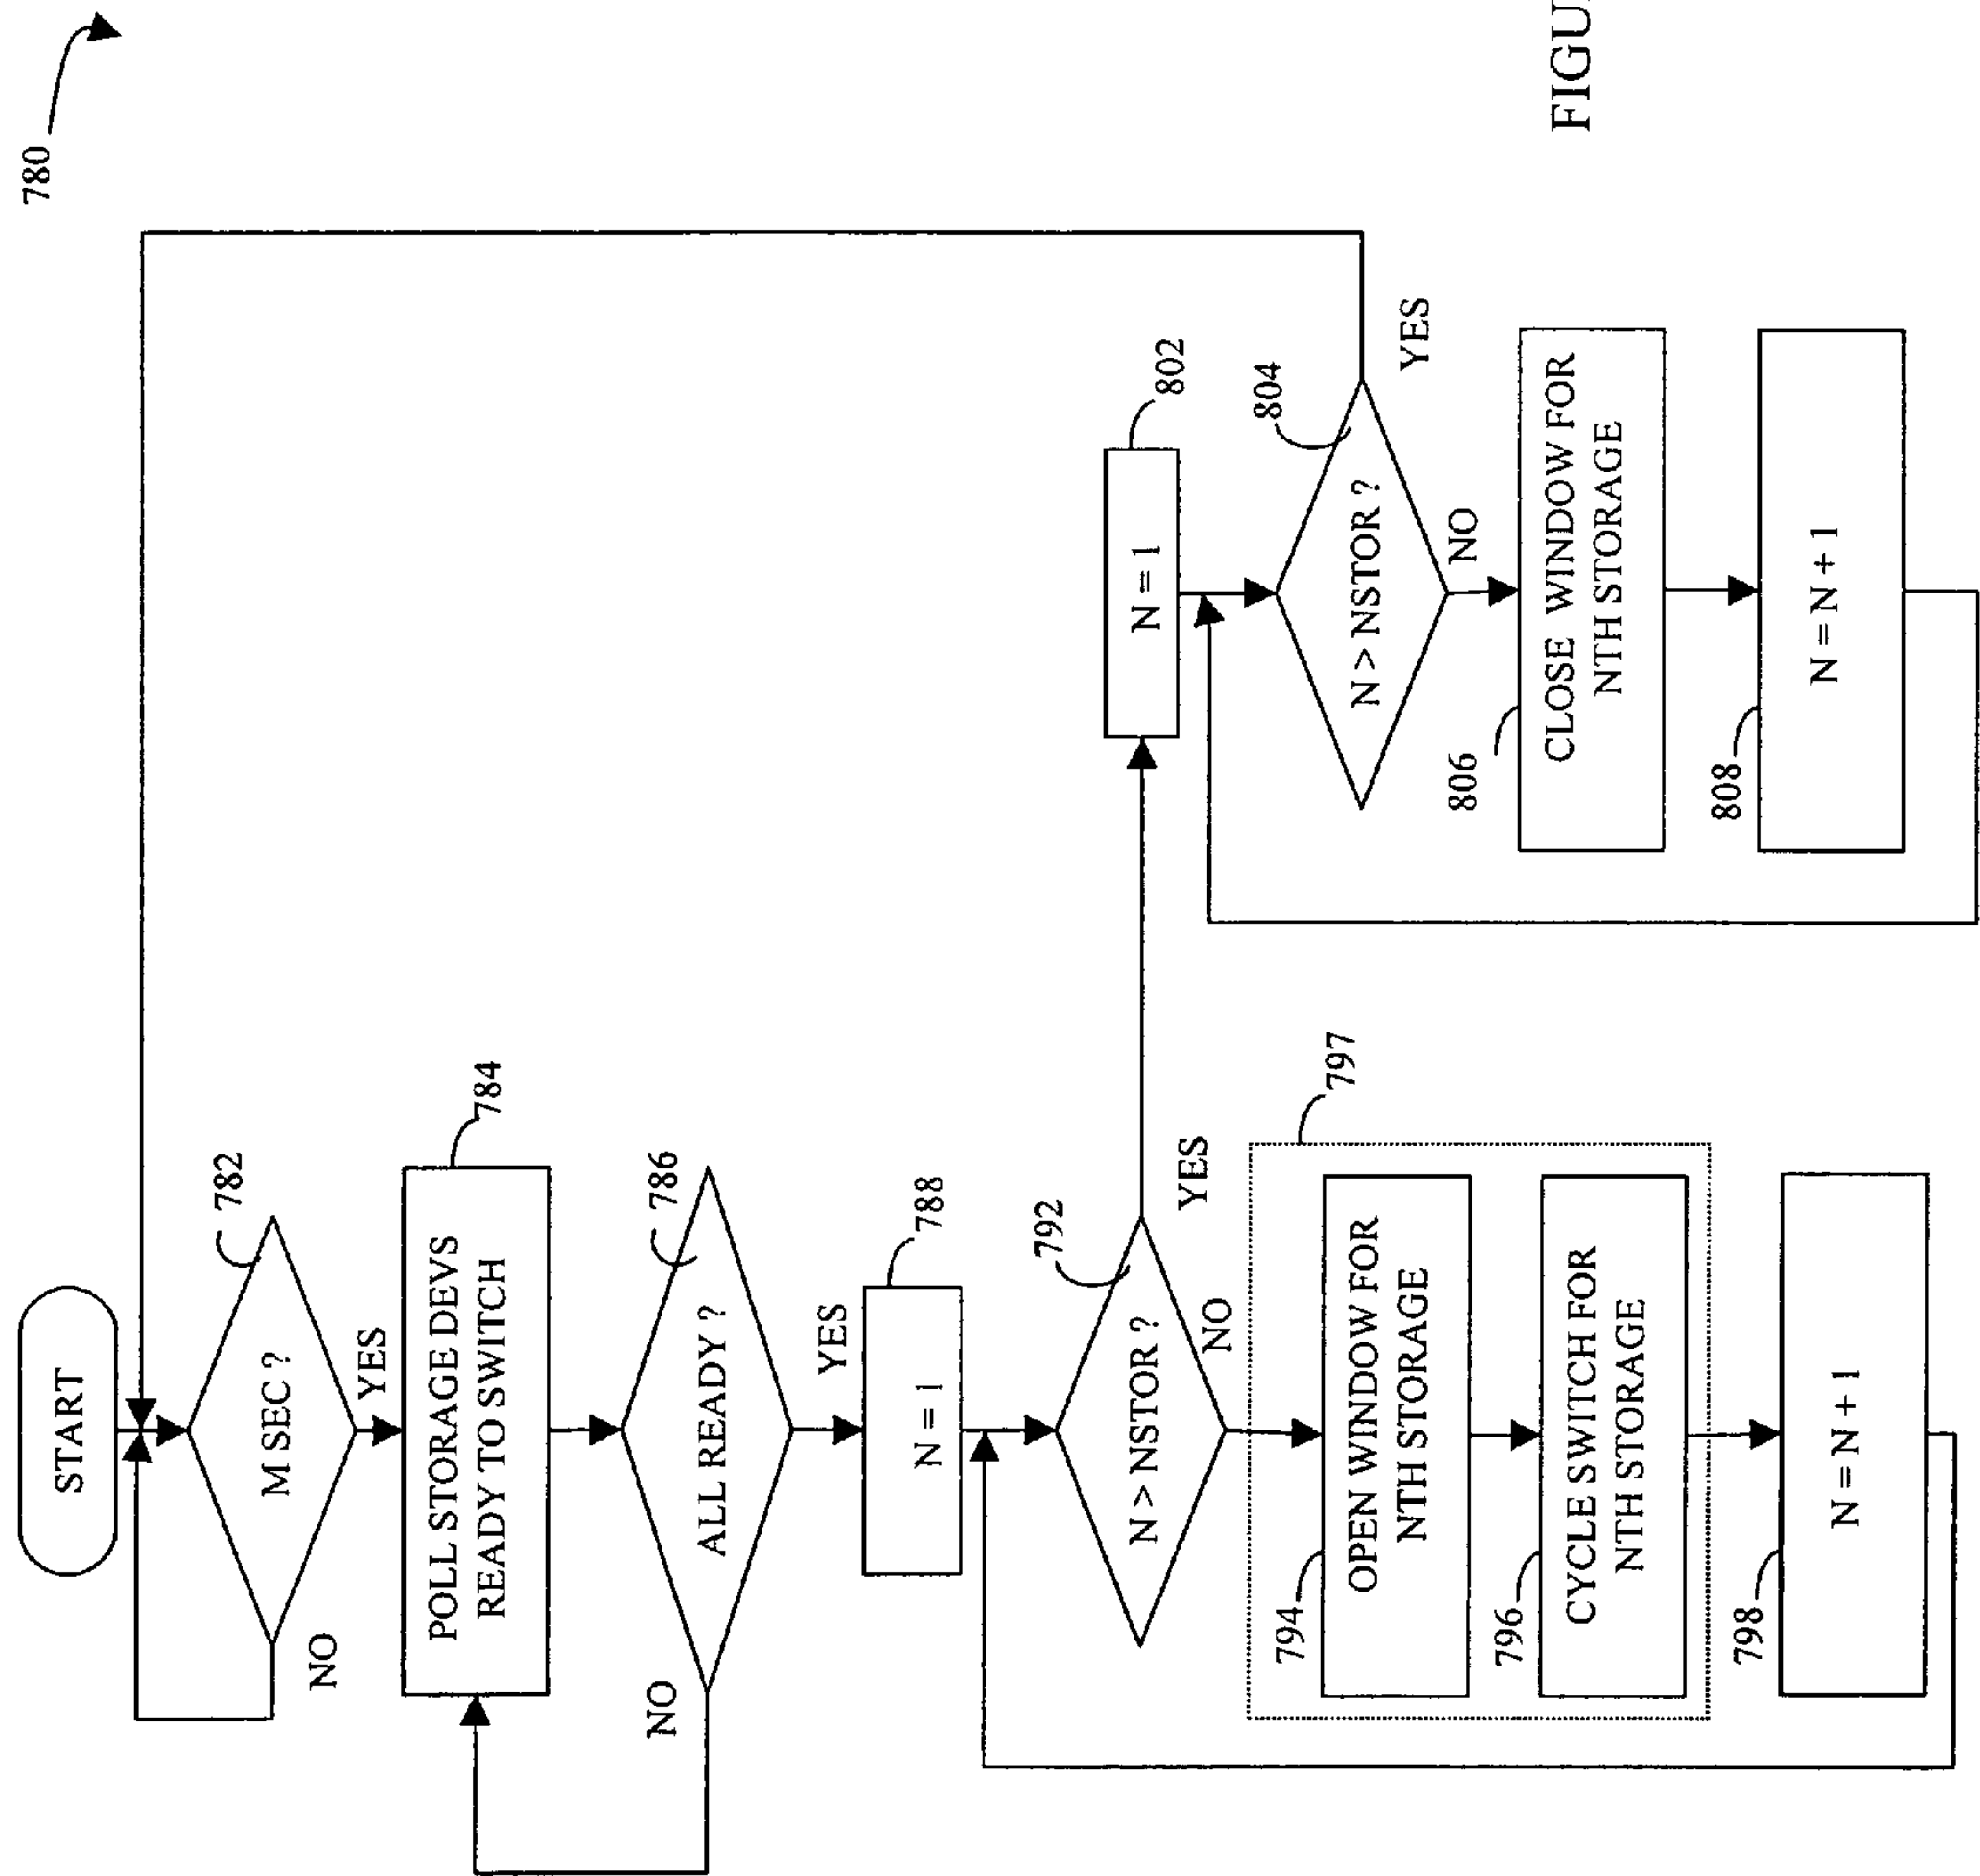 780
START
782
M SEC ?
NO
YES
784
POLL STORAGE DEVS
READY TO SWITCH
786
ALL READY ?
NO
YES
788
N = 1
792
N > NSTOR ?
NO
YES
797
794
OPEN WINDOW FOR
NTH STORAGE
796
CYCLE SWITCH FOR
NTH STORAGE
798
N = N + 1
802
N = 1
804
N > NSTOR ?
YES
NO
806
CLOSE WINDOW FOR
NTH STORAGE
808
N = N + 1